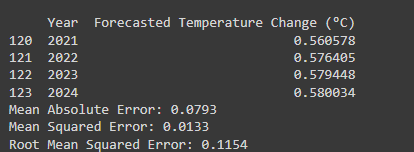 Year Forecasted Temperature Change (°C)
120 2021 0.560578
121 2022 0.576405
122 2023 0.579448
123 2024 0.580034
Mean Absolute Error: 0.0793
Mean Squared Error: 0.0133
Root Mean Squared Error: 0.1154